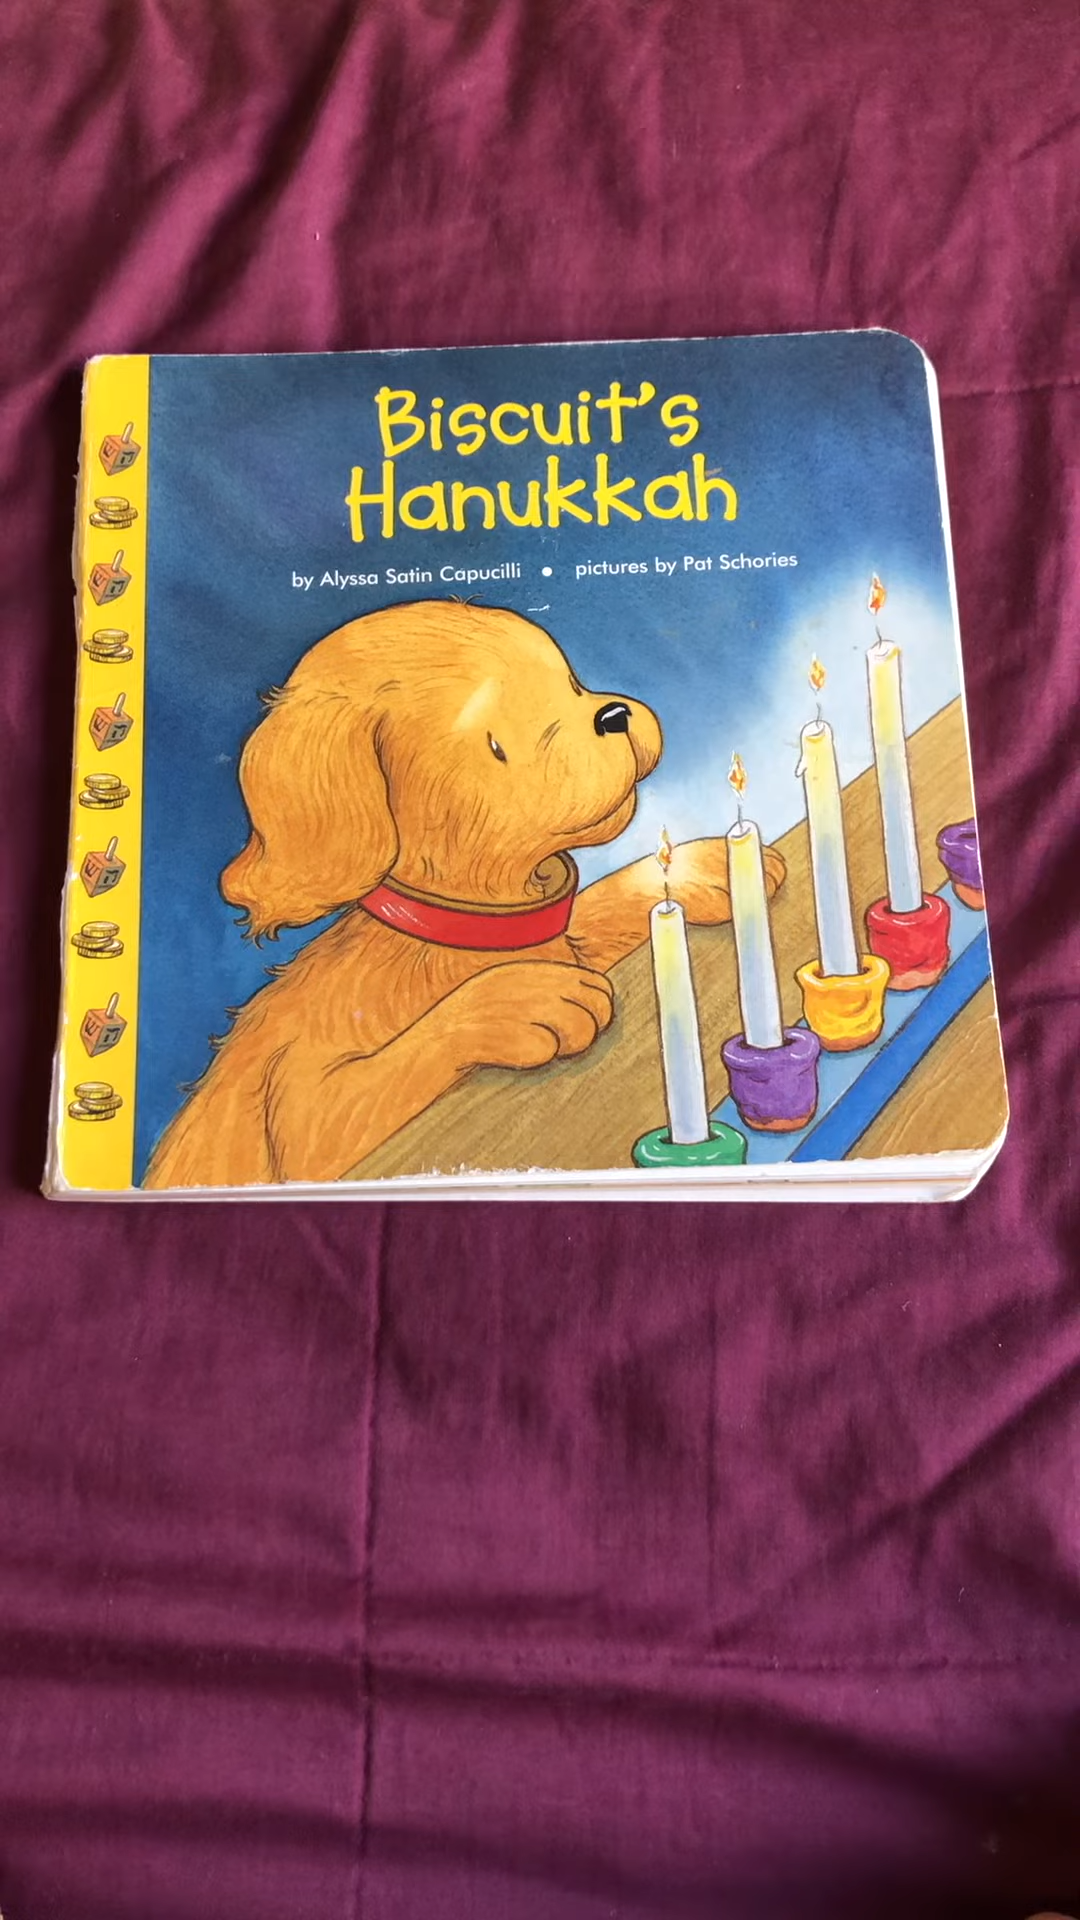 Biscuit's
Hanukkah
by Alyssa Satin Capucilli • pictures by Pat Schories